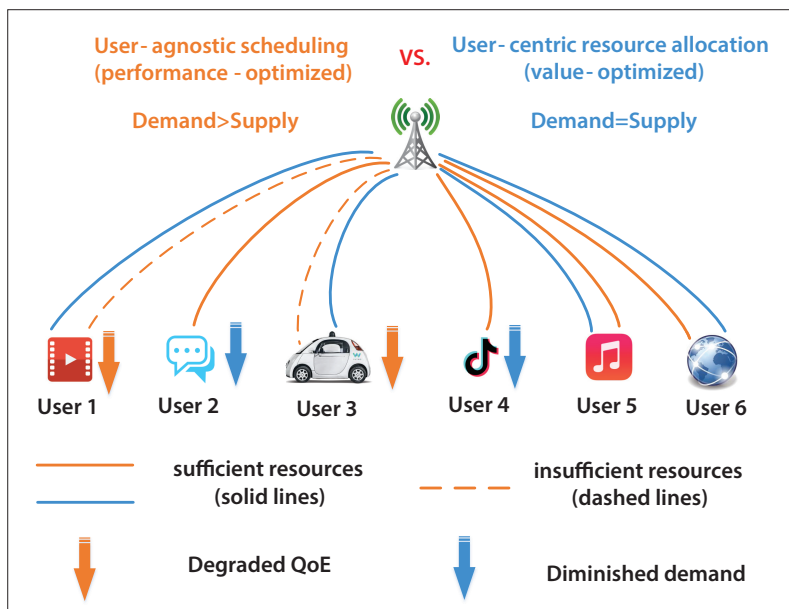 User-agnostic scheduling
(performance-optimized)
VS.
User-centric resource allocation
(value-optimized)
Demand>Supply
Demand=Supply
User 1
User 2
User 3
User 4
User 5
User 6
sufficient resources
(solid lines)
insufficient resources
(dashed lines)
Degraded QoE
Diminished demand